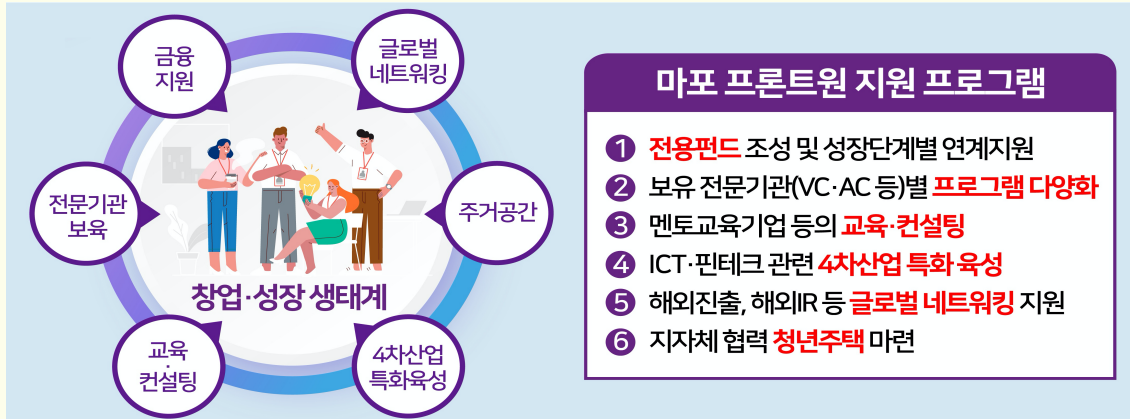 금융
지원
글로벌
네트워킹
전문기관
보육
주거공간
창업·성장 생태계
교육
·
컨설팅
4차산업
특화육성
마포 프론트원 지원 프로그램
1 전용펀드 조성 및 성장단계별 연계지원
2 보유 전문기관(VC·AC 등)별 프로그램 다양화
3 멘토교육기업 등의 교육·컨설팅
4 ICT·핀테크 관련 4차산업 특화 육성
5 해외진출, 해외IR 등 글로벌 네트워킹 지원
6 지자체 협력 청년주택 마련